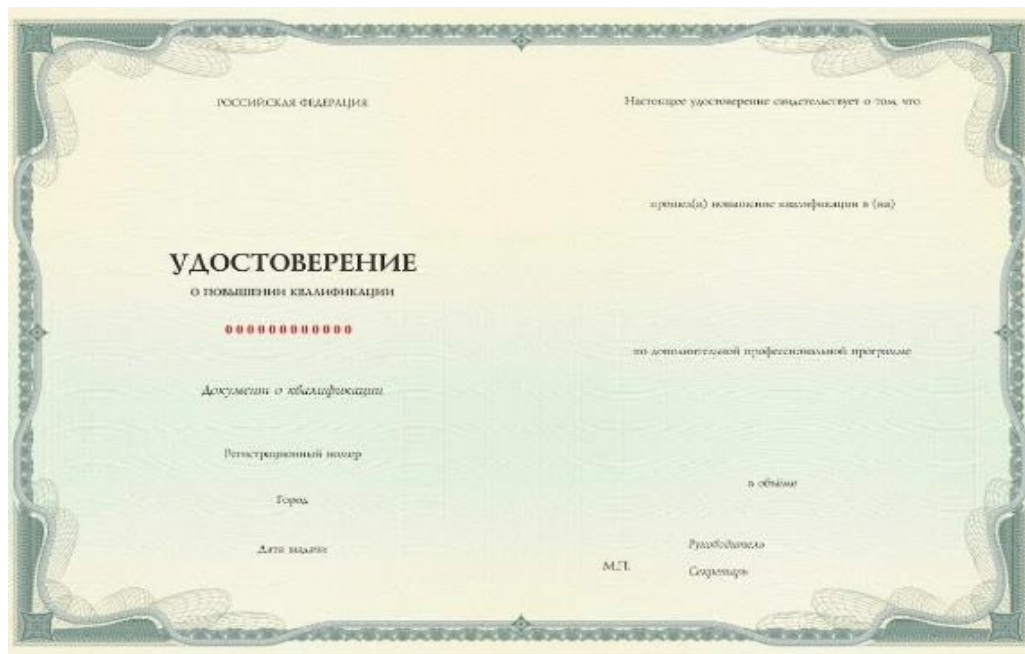 РОССИЙСКАЯ ФЕДЕРАЦИЯ
УДОСТОВЕРЕНИЕ
О ПОВЫШЕНИИ КВАЛИФИКАЦИИ
000000000000
Документ о квалификации
Регистрационный номер
Город
Дата выдачи
Настоящее удостоверение свидетельствует о том, что
прошел(а) повышение квалификации в (на)
по дополнительной профессиональной программе
в объёме
Руководитель
М.П.
Секретарь